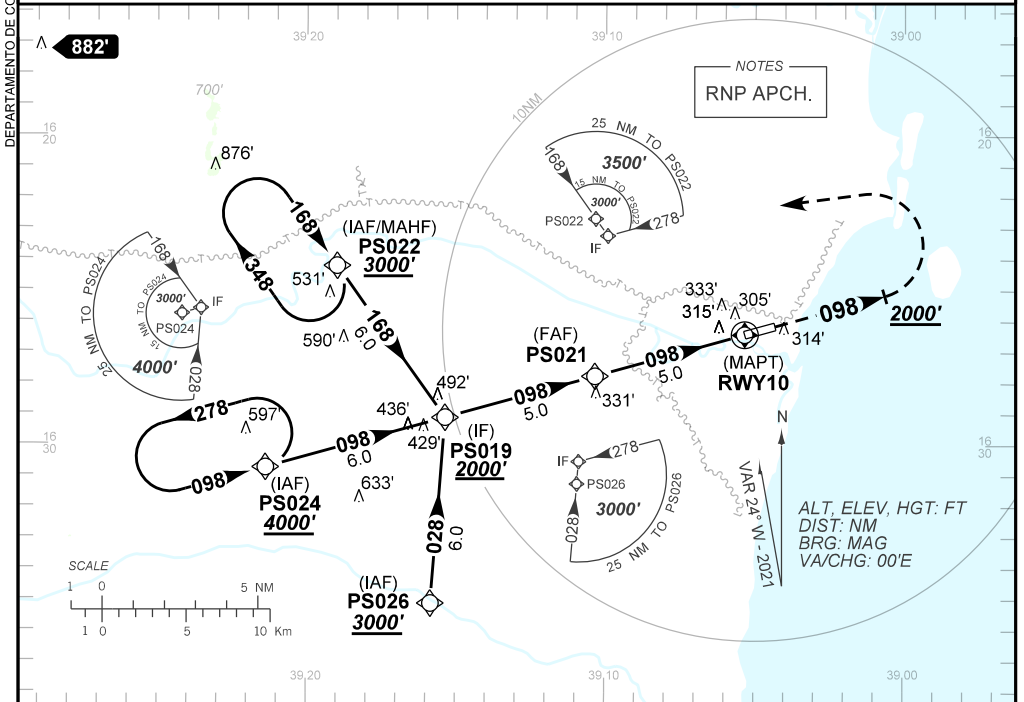 DEPARTAMENTO DE CO
882'
39 20
39 10
39 00
16 20
16 20
700'
876'
10NM
NOTES
RNP APCH.
25 NM TO PS022
168
3500'
15 NM TO PS022
3000'
PS022
IF
278
168
348
(IAF/MAHF)
PS022
3000'
531'
590'
168
6.0
25 NM TO PS024
168
3000'
IF
PS024
15 NM TO PS024
4000'
028
(FAF)
PS021
333'
315'
305'
314'
098
2000'
(MAPT)
RWY10
098
5.0
331'
098
5.0
492'
436'
429'
(IF)
PS019
2000'
278
597'
098
098
6.0
(IAF)
PS024
4000'
633'
028
6.0
(IAF)
PS026
3000'
16 30
16 30
IF
278
PS026
028
3000'
25 NM TO PS026
N
VAR 24° W - 2021
ALT, ELEV, HGT: FT
DIST: NM
BRG: MAG
VA/CHG: 00'E
SCALE
1 0 5 NM
1 0 5 10 Km
39 20
39 10
39 00